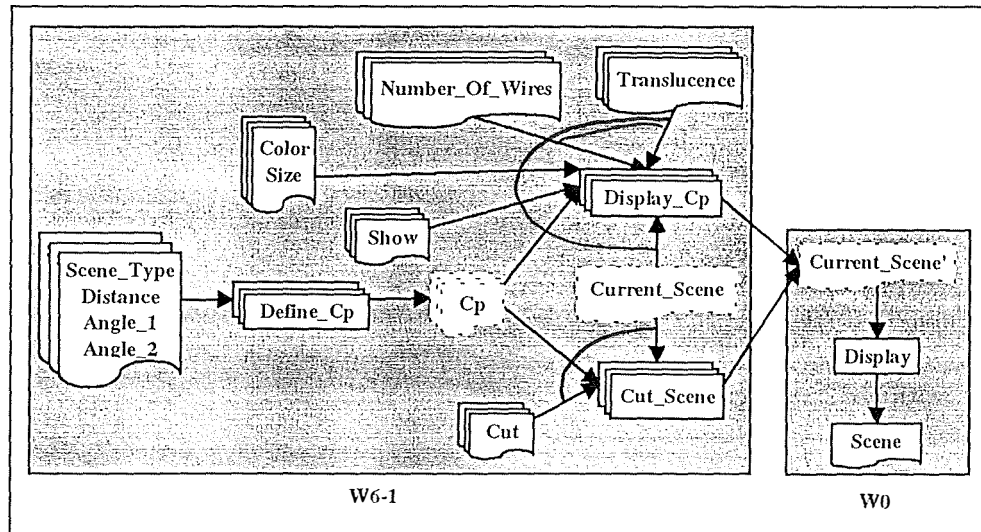 Number_Of_Wires
Translucence
Color
Size
Display_Cp
Show
Scene_Type
Distance
Angle_1
Angle_2
Define_Cp
Cp
Current_Scene
Current_Scene'
Display
Cut_Scene
Cut
Scene
W6-1
W0